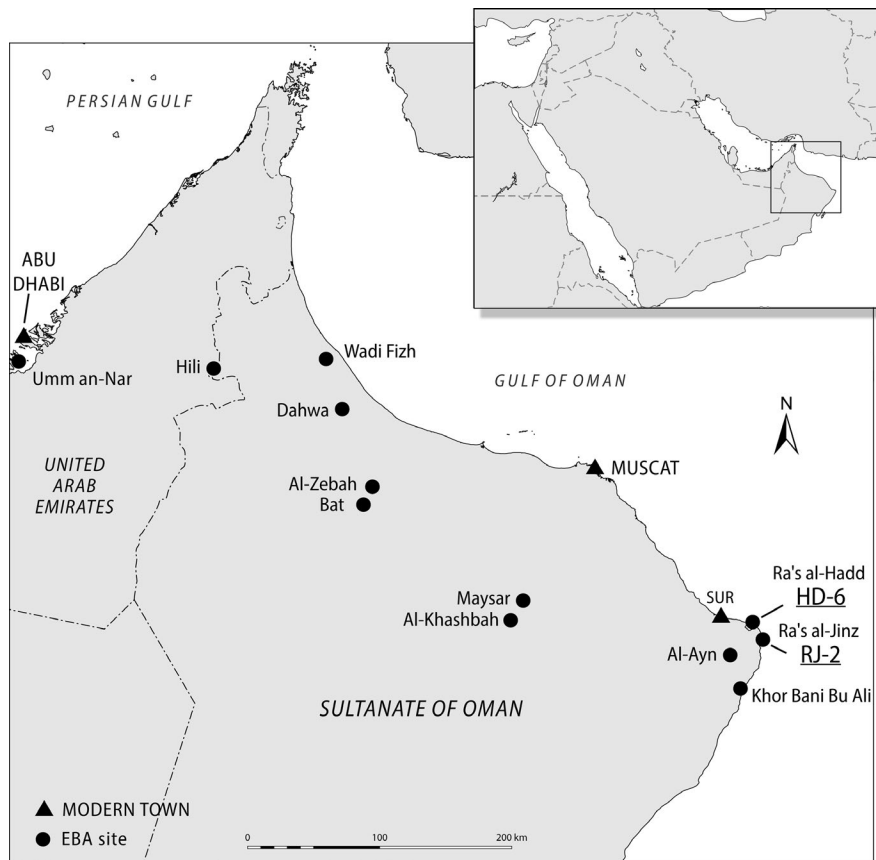 PERSIAN GULF
ABU
DHABI
Umm an-Nar
Hili
Wadi Fizh
Dahwa
GULF OF OMAN
N
UNITED
ARAB
EMIRATES
Al-Zebah
Bat
MUSCAT
Maysar
Al-Khashbah
SUR
Ra's al-Hadd
HD-6
Ra's al-Jinz
RJ-2
Al-Ayn
Khor Bani Bu Ali
SULTANATE OF OMAN
MODERN TOWN
EBA site
0 100 200 km